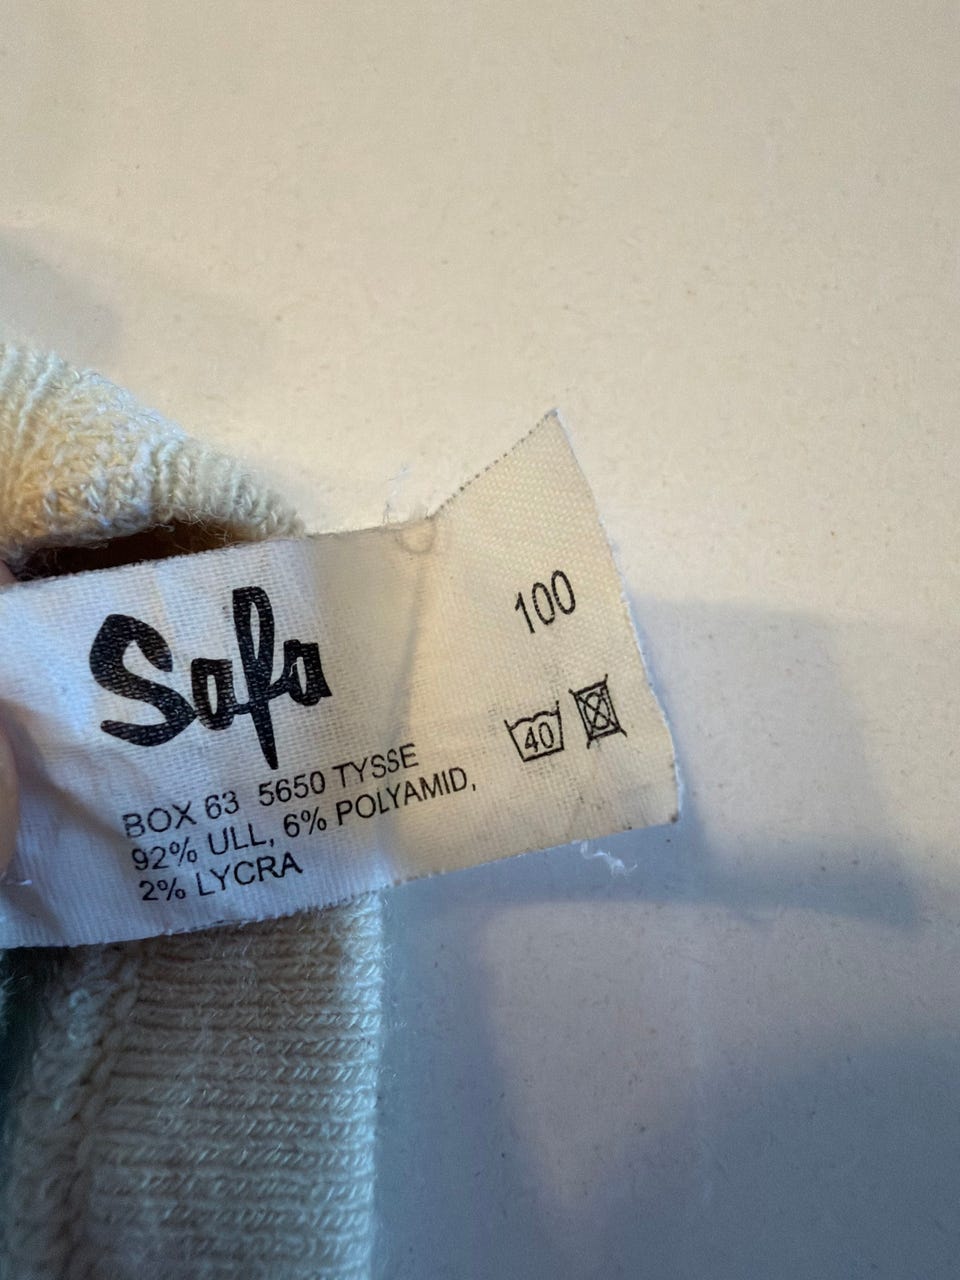 Safa
BOX 63 5650 TYSSE
92% ULL, 6% POLYAMID,
2% LYCRA
100
40